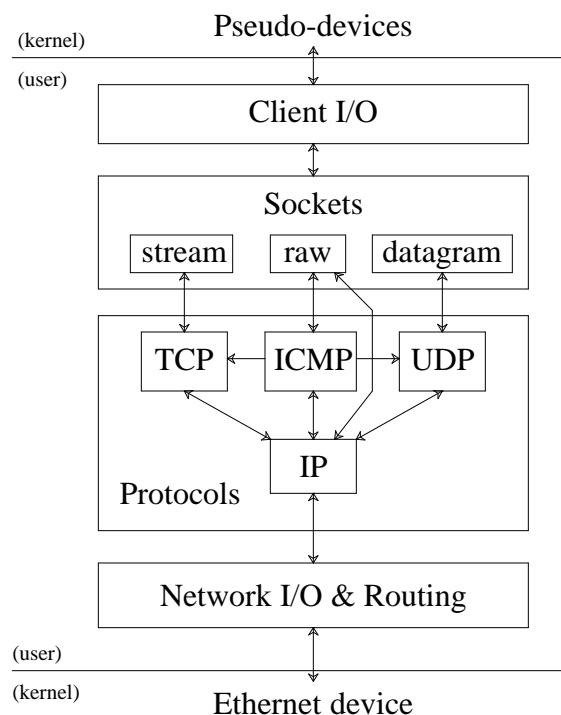 Pseudo-devices
(kernel)
(user)
Client I/O
Sockets
stream raw datagram
TCP ICMP UDP
IP
Protocols
Network I/O & Routing
(user)
(kernel)
Ethernet device